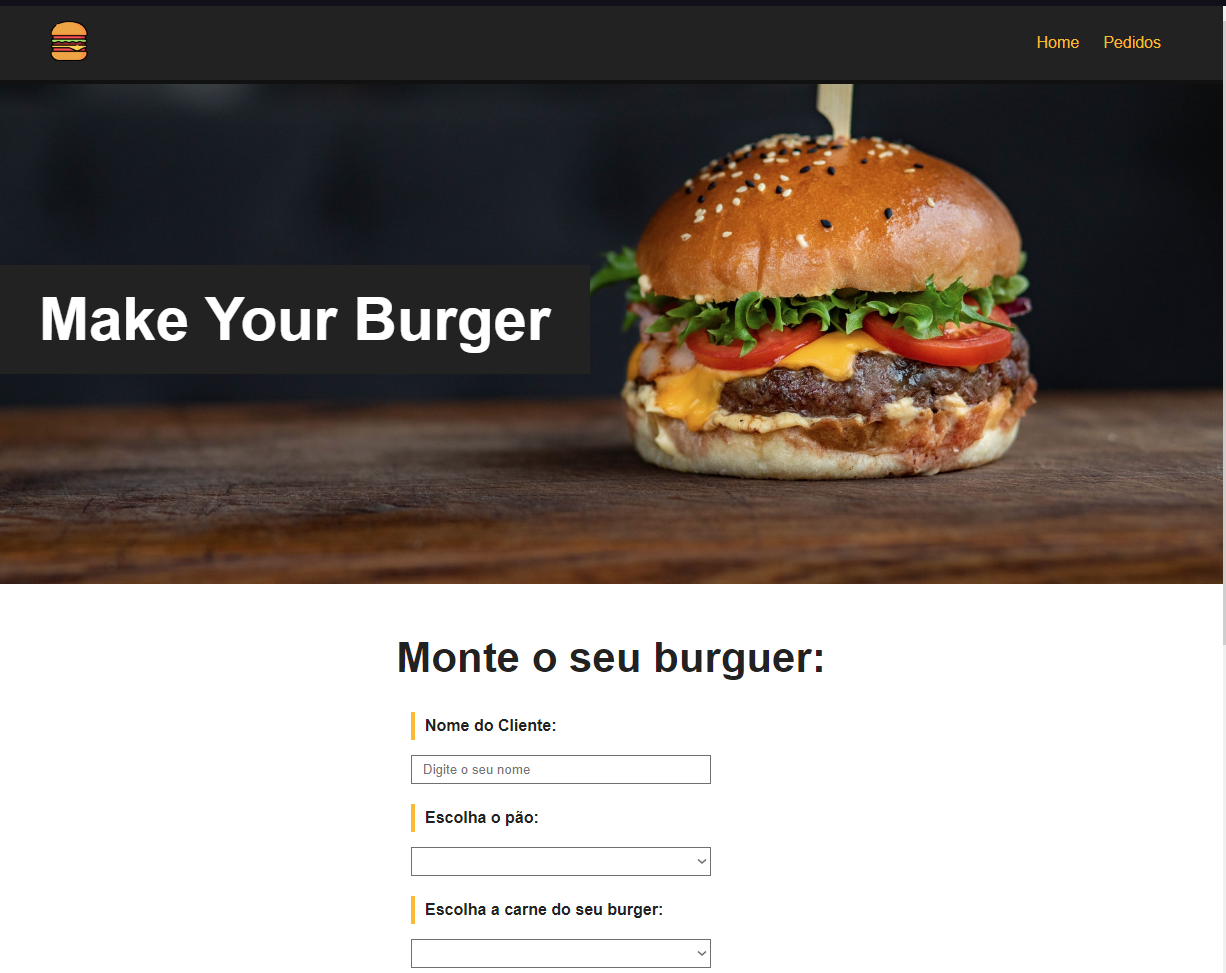 Home Pedidos
Make Your Burger
Monte o seu burguer:
Nome do Cliente:
Digite o seu nome
Escolha o pão:
Escolha a carne do seu burger: